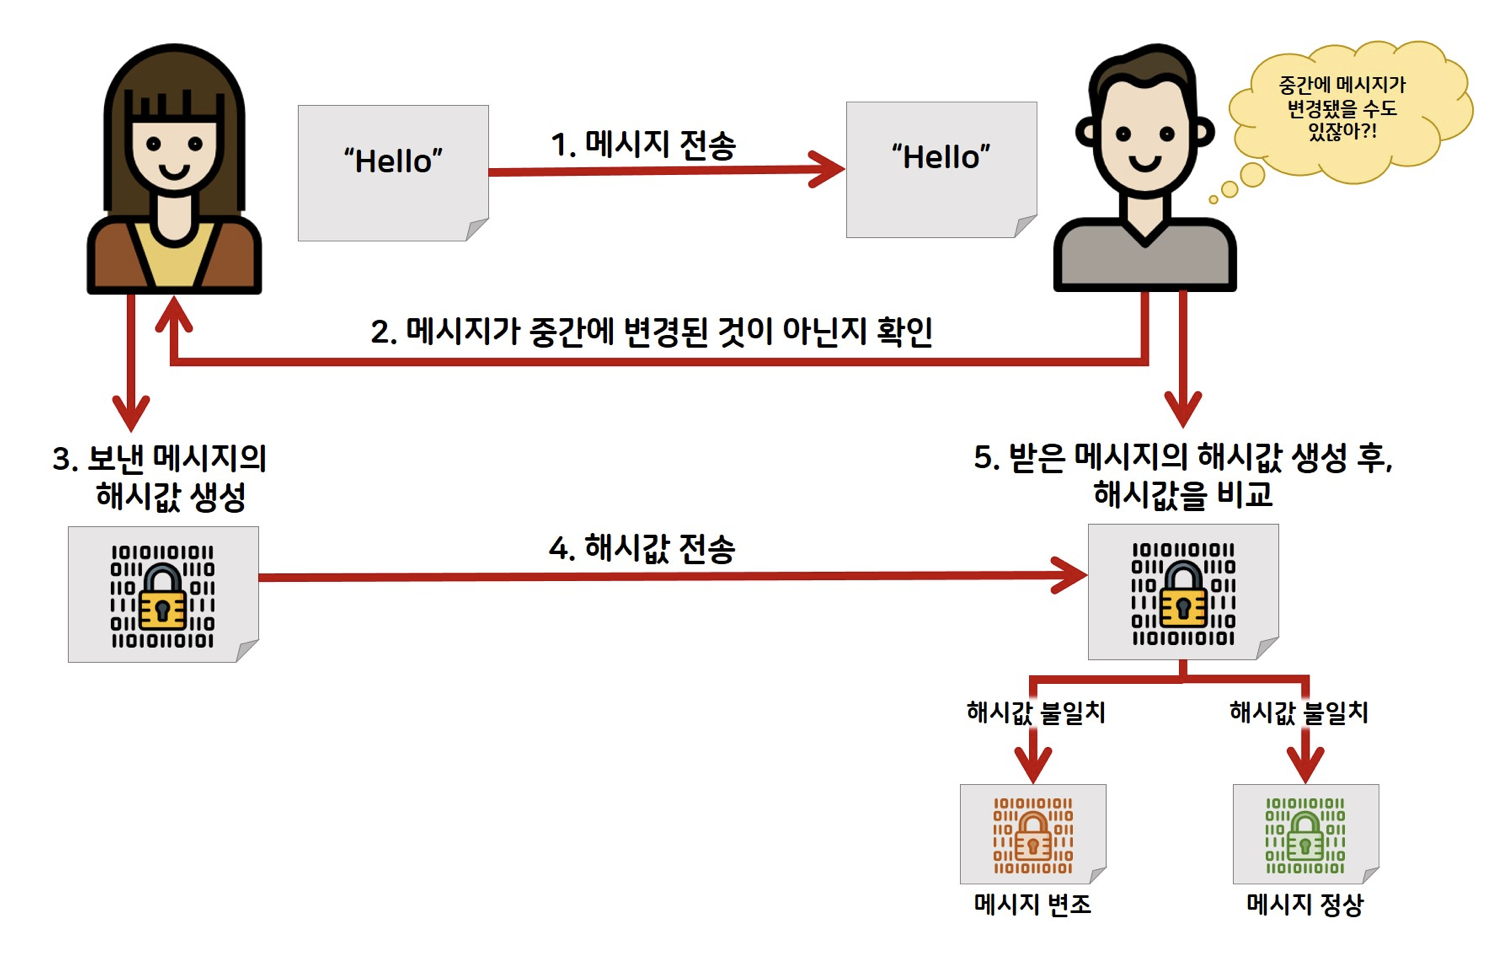 "Hello"
1. 메시지 전송
"Hello"
중간에 메시지가
변경됐을 수도
있잖아?!
2. 메시지가 중간에 변경된 것이 아닌지 확인
3. 보낸 메시지의
해시값 생성
4. 해시값 전송
5. 받은 메시지의 해시값 생성 후,
해시값을 비교
해시값 불일치
해시값 불일치
메시지 변조
메시지 정상